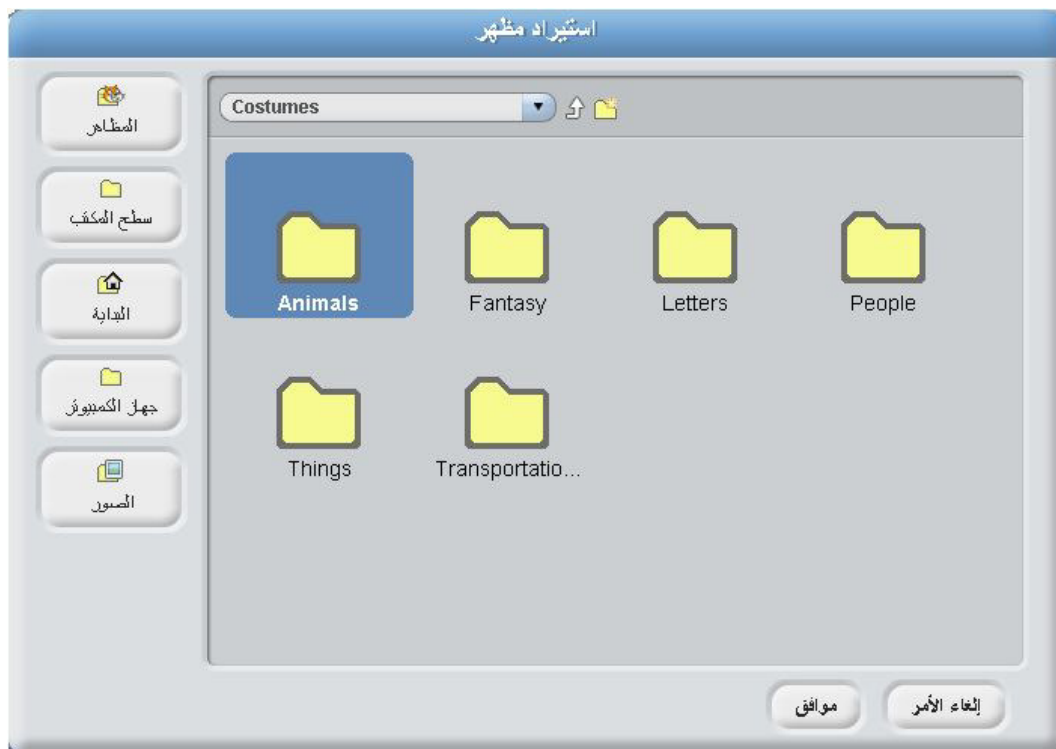 استيراد مظهر
المظاهر
سطح المكتب
البداية
جهاز الكمبيوتر
الصور
Costumes
Animals
Fantasy
Letters
People
Things
Transportatio...
موافق
إلغاء الأمر